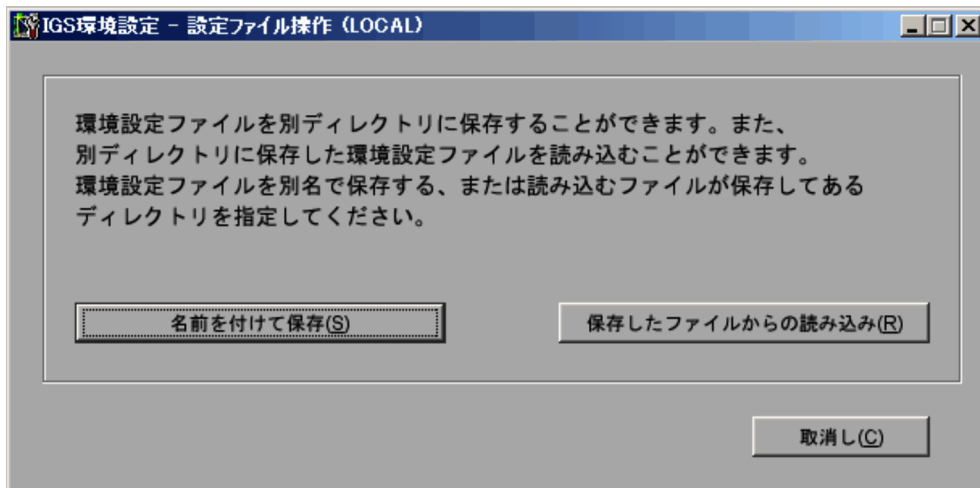 IGS環境設定 - 設定ファイル操作 (LOCAL)
環境設定ファイルを別ディレクトリに保存することができます。また、
別ディレクトリに保存した環境設定ファイルを読み込むことができます。
環境設定ファイルを別名で保存する、または読み込むファイルが保存してある
ディレクトリを指定してください。
名前を付けて保存(S) 保存したファイルからの読み込み(R)
取消し(C)